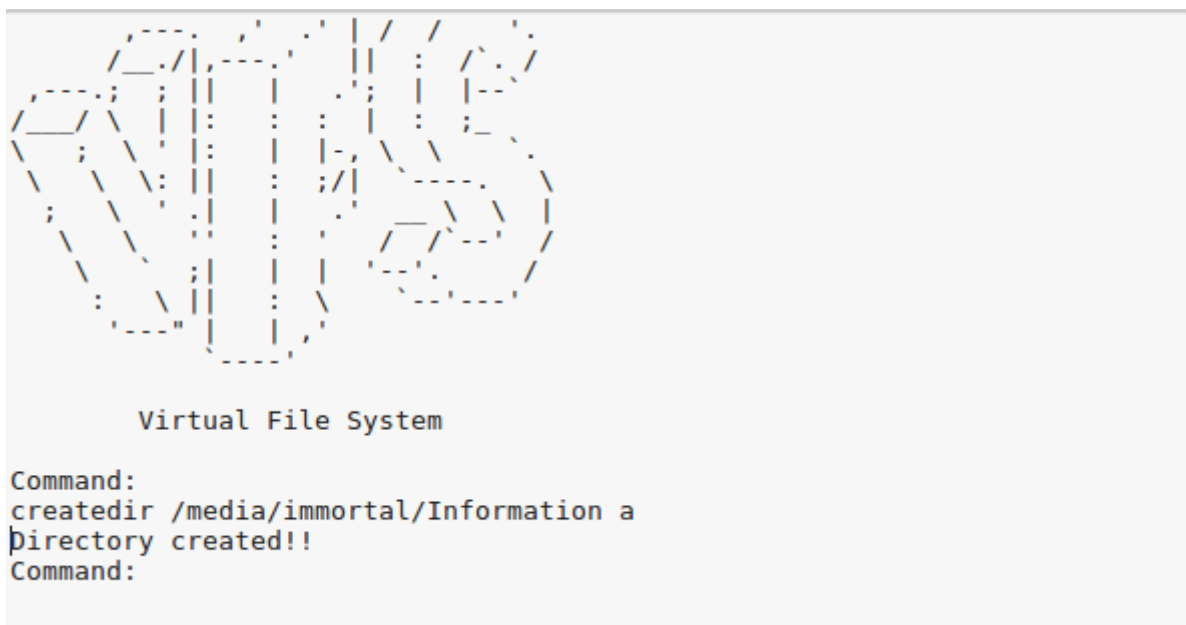 Virtual File System
Command:
createdir /media/immortal/Information a
Directory created!!
Command: